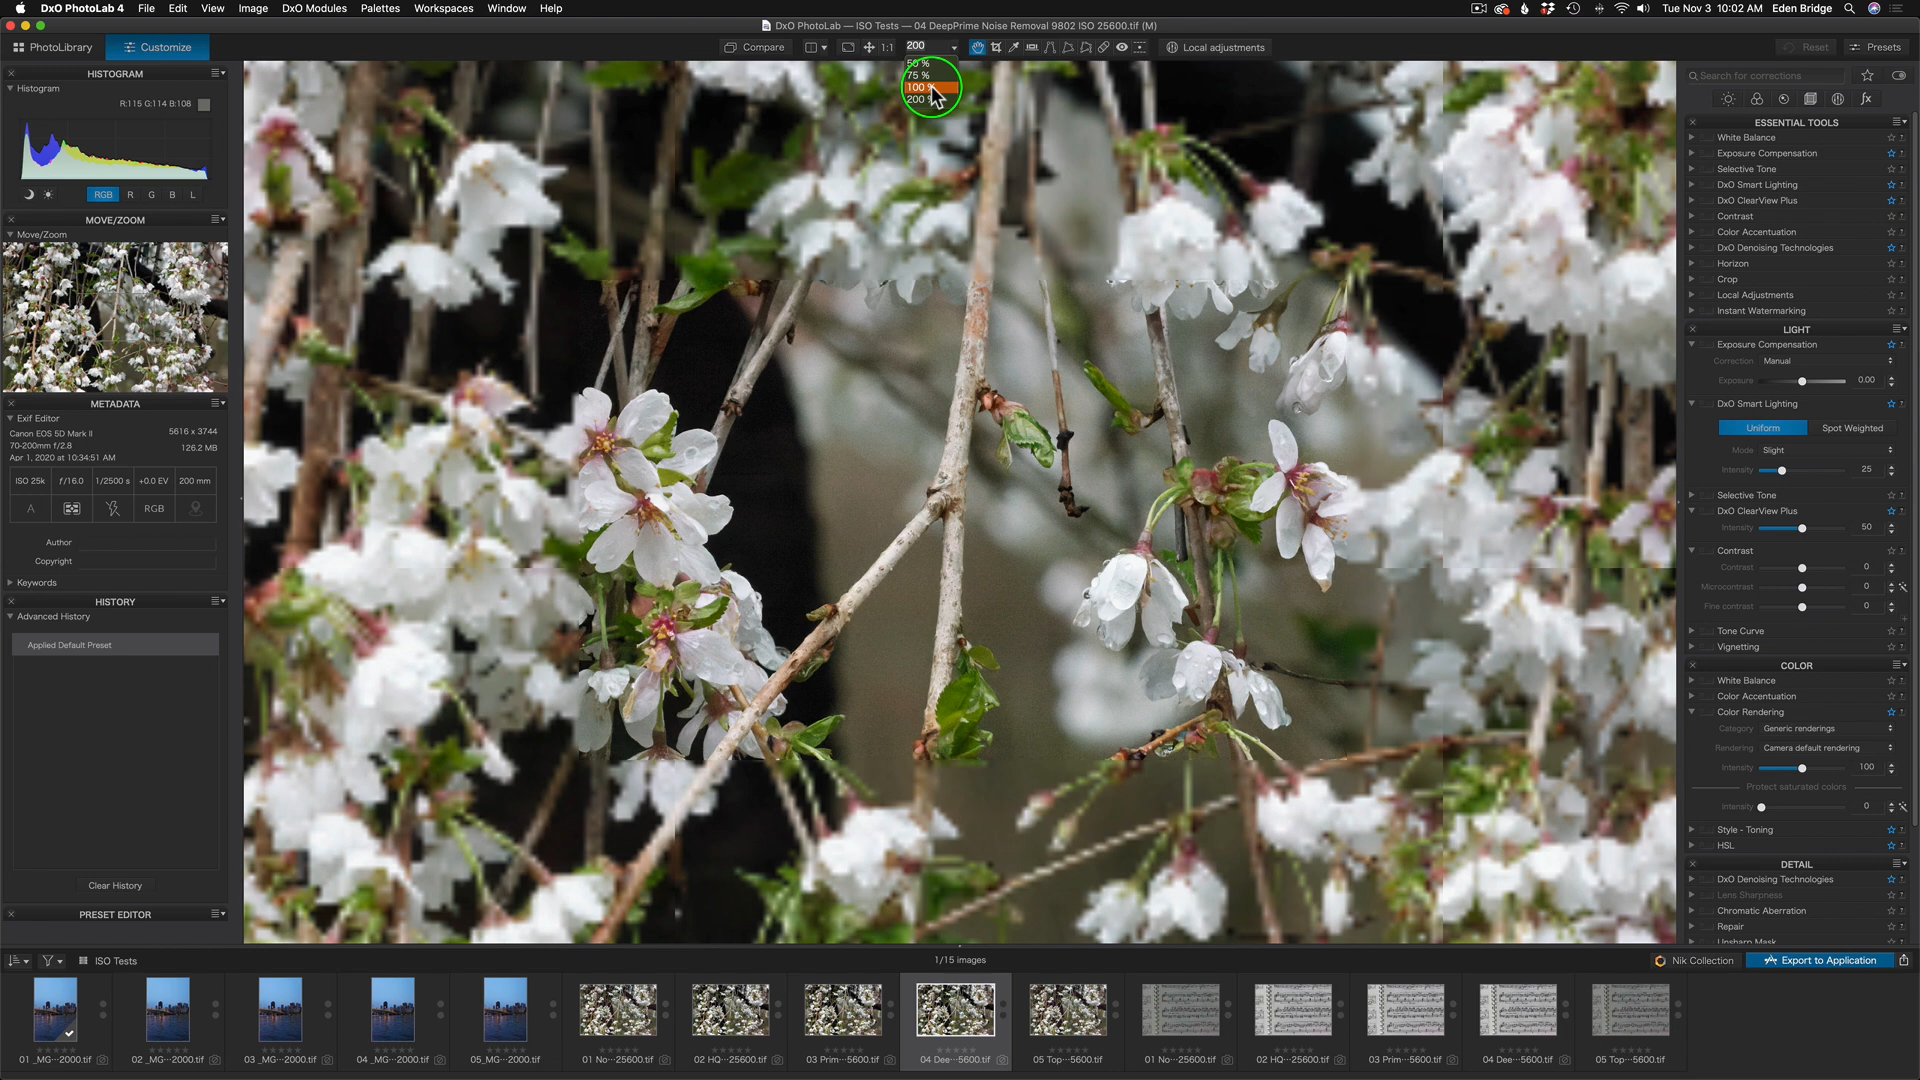 DxO PhotoLab 4 File Edit View Image DxO Modules Palettes Workspaces Window Help
Tue Nov 3 10:02 AM Eden Bridge
DxO PhotoLab — ISO Tests — 04 DeepPrime Noise Removal 9802 ISO 25600.tif (M)
PhotoLibrary Customize Compare 1:1 200 Local adjustments Reset Presets
50 %
75 %
100 %
200 %
HISTOGRAM
Histogram
R:115 G:114 B:108
RGB R G B L
MOVE/ZOOM
Move/Zoom
METADATA
Exif Editor
Canon EOS 5D Mark II 5616 x 3744
70-200mm f/2.8 126.2 MB
Apr 1, 2020 at 10:34:51 AM
ISO 25k ƒ/16.0 1/2500 s +0.0 EV 200 mm
A RGB
Author
Copyright
Keywords
HISTORY
Advanced History
Applied Default Preset
Clear History
PRESET EDITOR
Search for corrections
fx
ESSENTIAL TOOLS
White Balance
Exposure Compensation
Selective Tone
DxO Smart Lighting
DxO ClearView Plus
Contrast
Color Accentuation
DxO Denoising Technologies
Horizon
Crop
Local Adjustments
Instant Watermarking
LIGHT
Exposure Compensation
Correction Manual
Exposure 0.00
DxO Smart Lighting
Uniform Spot Weighted
Mode Slight
Intensity 25
Selective Tone
DxO ClearView Plus
Intensity 50
Contrast
Contrast 0
Microcontrast 0
Fine contrast 0
Tone Curve
Vignetting
COLOR
White Balance
Color Accentuation
Color Rendering
Category Generic renderings
Rendering Camera default rendering
Intensity 100
Protect saturated colors
Intensity 0
Style - Toning
HSL
DETAIL
DxO Denoising Technologies
Lens Sharpness
Chromatic Aberration
Repair
Unsharp Mask
ISO Tests 1/15 images Nik Collection Export to Application
01 _MG···2000.tif 02 _MG···2000.tif 03 _MG···2000.tif 04 _MG···2000.tif 05_MG···2000.tif 01 No···25600.tif 02 HQ···25600.tif 03 Prim···5600.tif 04 Dee···5600.tif 05 Top···5600.tif 01 No···25600.tif 02 HQ···25600.tif 03 Prim···5600.tif 04 Dee···5600.tif 05 Top···5600.tif